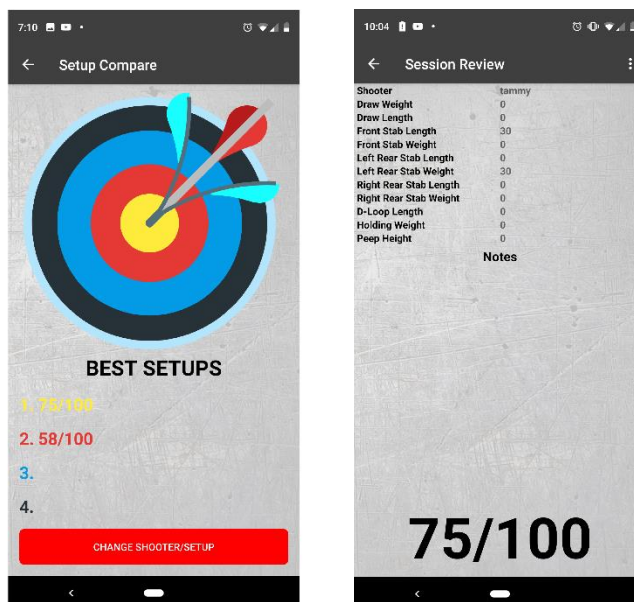 7:10
Setup Compare
BEST SETUPS
1. 75/100
2. 58/100
3.
4.
CHANGE SHOOTER/SETUP
10:04
Session Review
Shooter tammy
Draw Weight 0
Draw Length 0
Front Stab Length 30
Front Stab Weight 0
Left Rear Stab Length 0
Left Rear Stab Weight 30
Right Rear Stab Length 0
Right Rear Stab Weight 0
D-Loop Length 0
Holding Weight 0
Peep Height 0
Notes
75/100